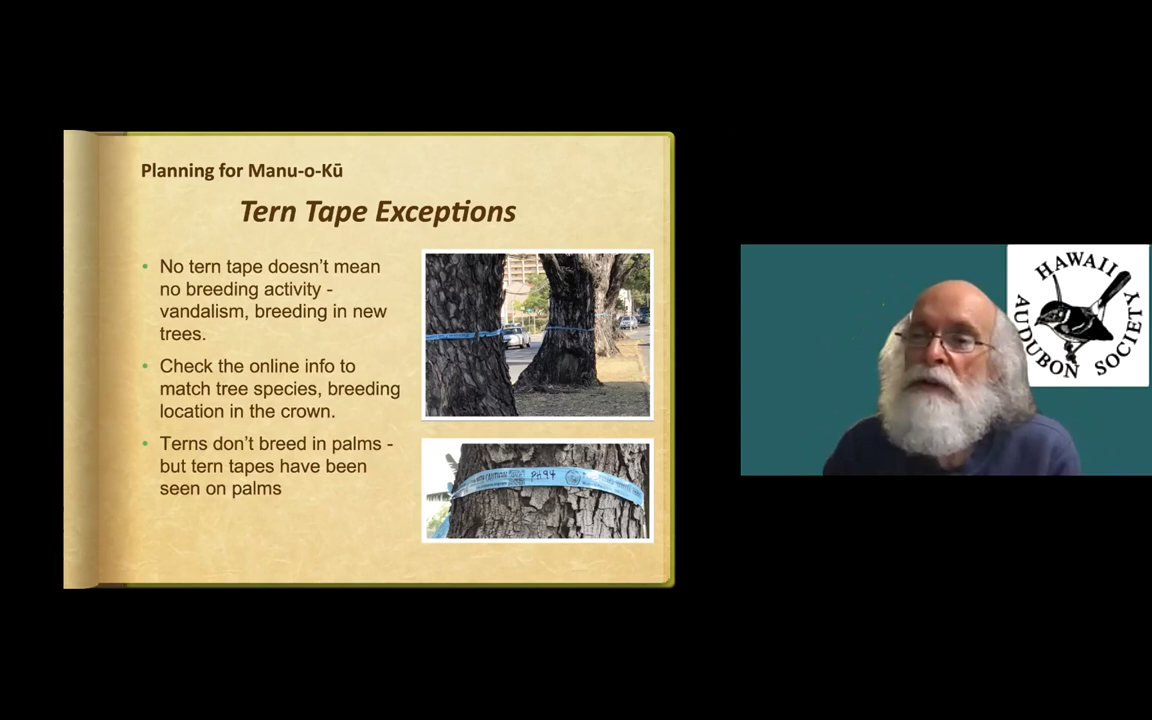 Planning for Manu-o-Kū
Tern Tape Exceptions
• No tern tape doesn't mean
no breeding activity -
vandalism, breeding in new
trees.
• Check the online info to
match tree species, breeding
location in the crown.
• Terns don't breed in palms -
but tern tapes have been
seen on palms
PH94
HAWAII
AUDUBON SOCIETY